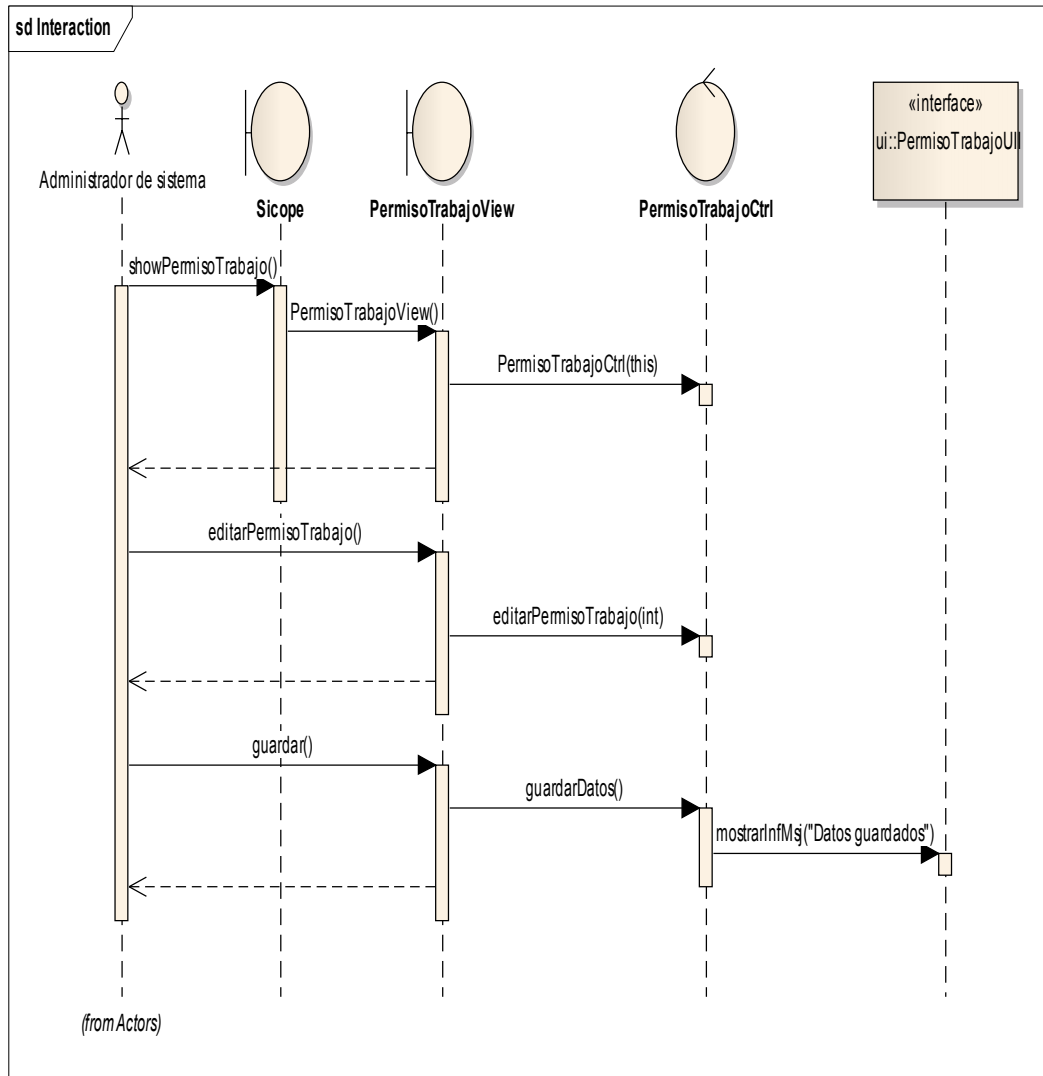 sd Interaction
«interface»
ui::PermisoTrabajoUII
Administrador de sistema
Sicope
PermisoTrabajoView
PermisoTrabajoCtrl
showPermisoTrabajo()
PermisoTrabajoView()
PermisoTrabajoCtrl(this)
editarPermisoTrabajo()
editarPermisoTrabajo(int)
guardar()
guardarDatos()
mostrarInfMsj("Datos guardados")
(from Actors)